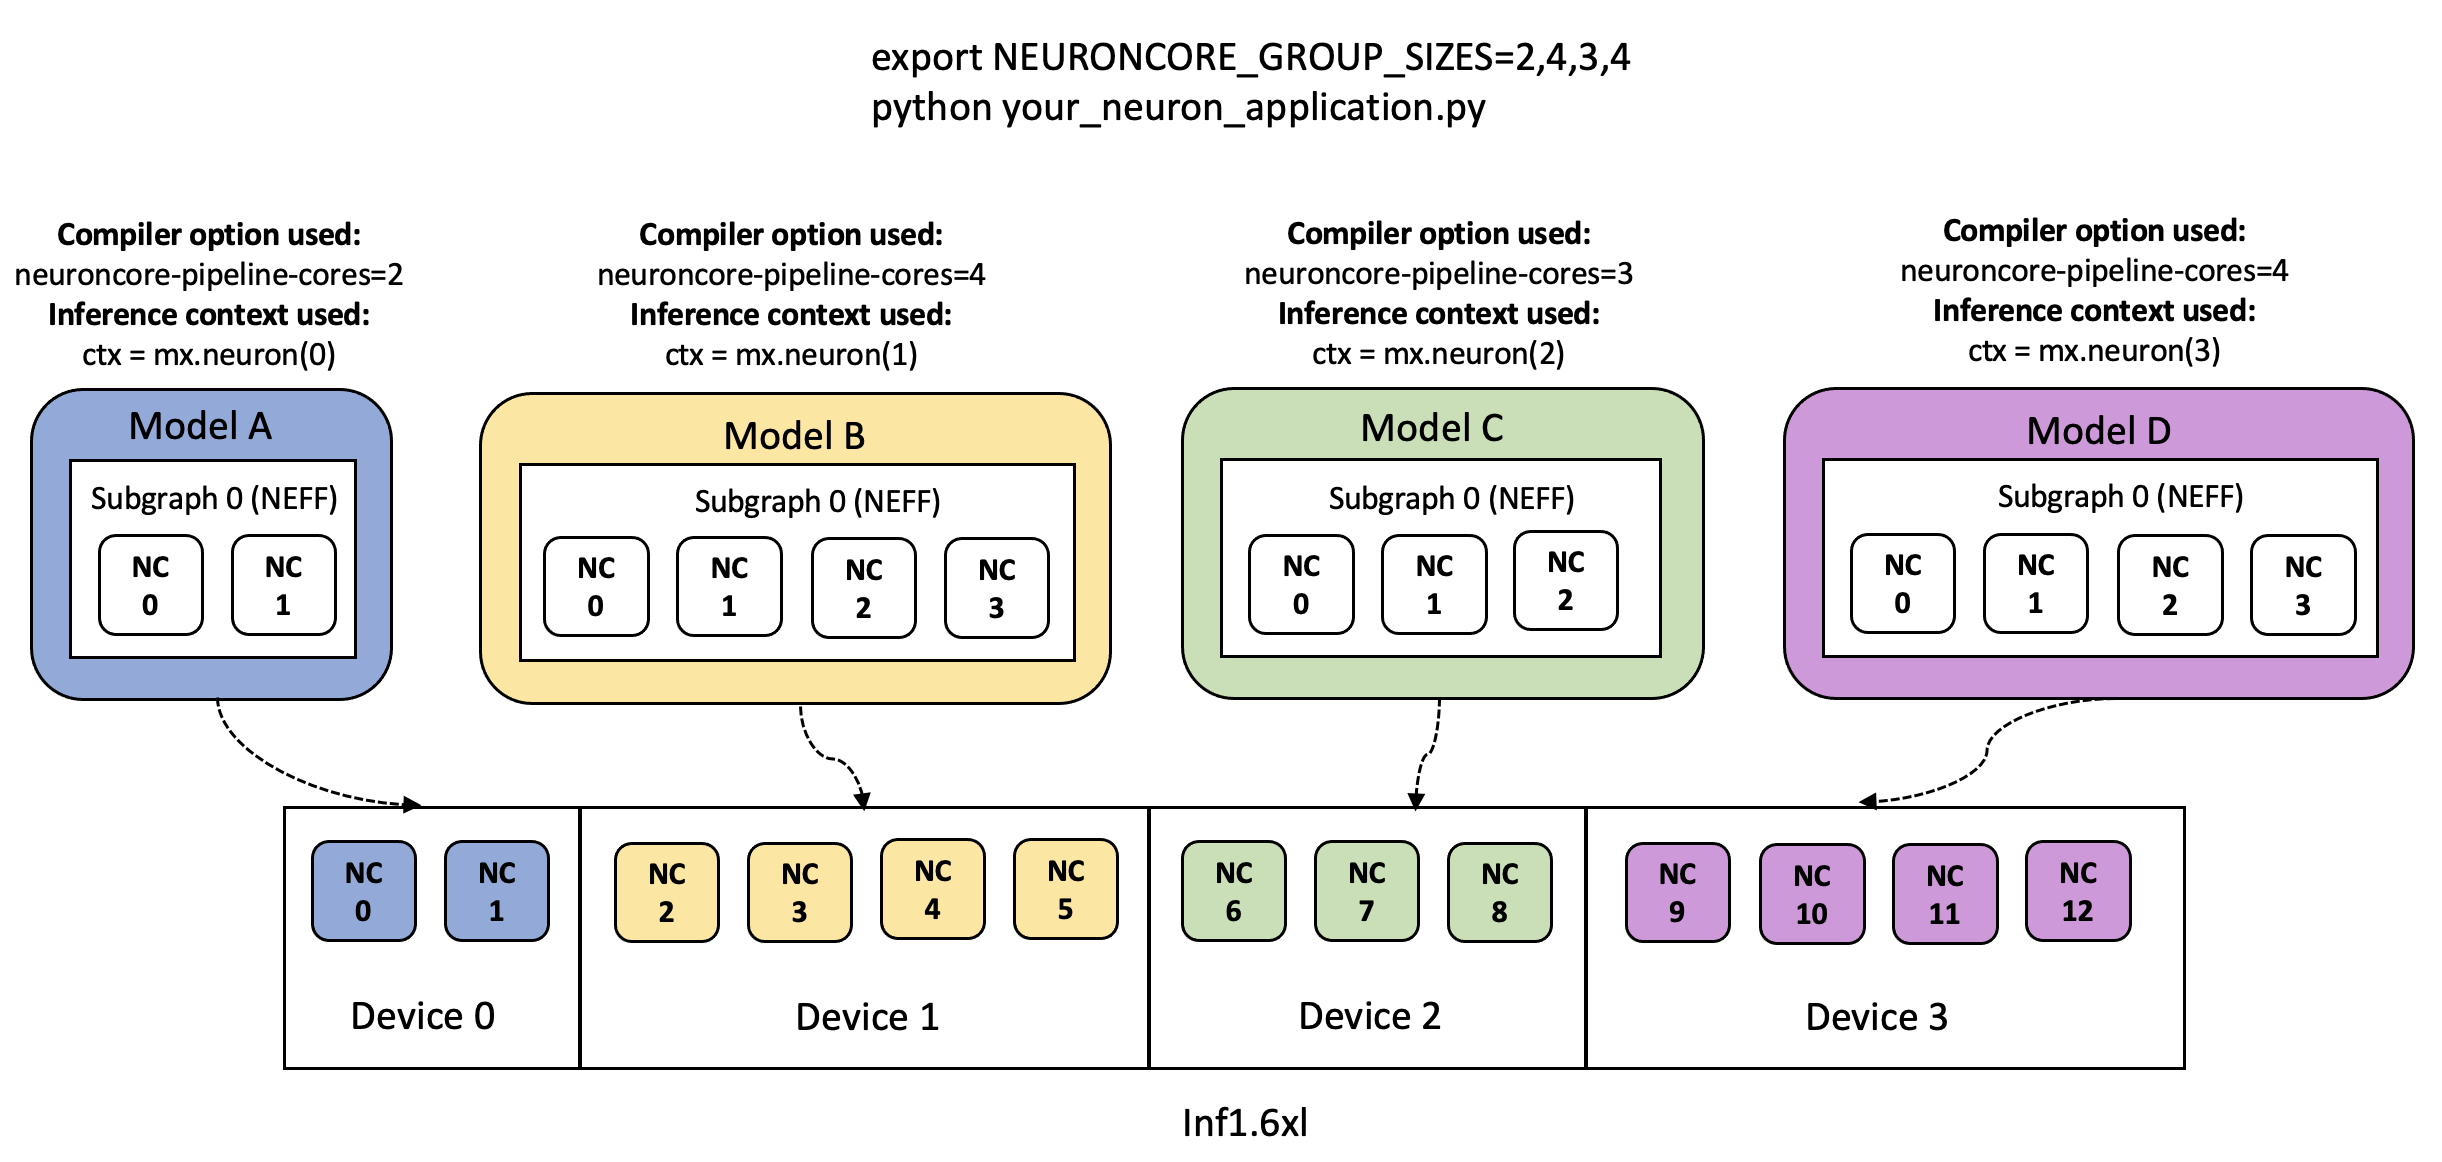 export NEURONCORE_GROUP_SIZES=2,4,3,4
python your_neuron_application.py
Compiler option used:
neuroncore-pipeline-cores=2
Inference context used:
ctx = mx.neuron(0)
Compiler option used:
neuroncore-pipeline-cores=4
Inference context used:
ctx = mx.neuron(1)
Compiler option used:
neuroncore-pipeline-cores=3
Inference context used:
ctx = mx.neuron(2)
Compiler option used:
neuroncore-pipeline-cores=4
Inference context used:
ctx = mx.neuron(3)
Model A
Subgraph 0 (NEFF)
NC
0
NC
1
Model B
Subgraph 0 (NEFF)
NC
0
NC
1
NC
2
NC
3
Model C
Subgraph 0 (NEFF)
NC
0
NC
1
NC
2
Model D
Subgraph 0 (NEFF)
NC
0
NC
1
NC
2
NC
3
NC
0
NC
1
Device 0
NC
2
NC
3
NC
4
NC
5
Device 1
NC
6
NC
7
NC
8
Device 2
NC
9
NC
10
NC
11
NC
12
Device 3
Inf1.6xl